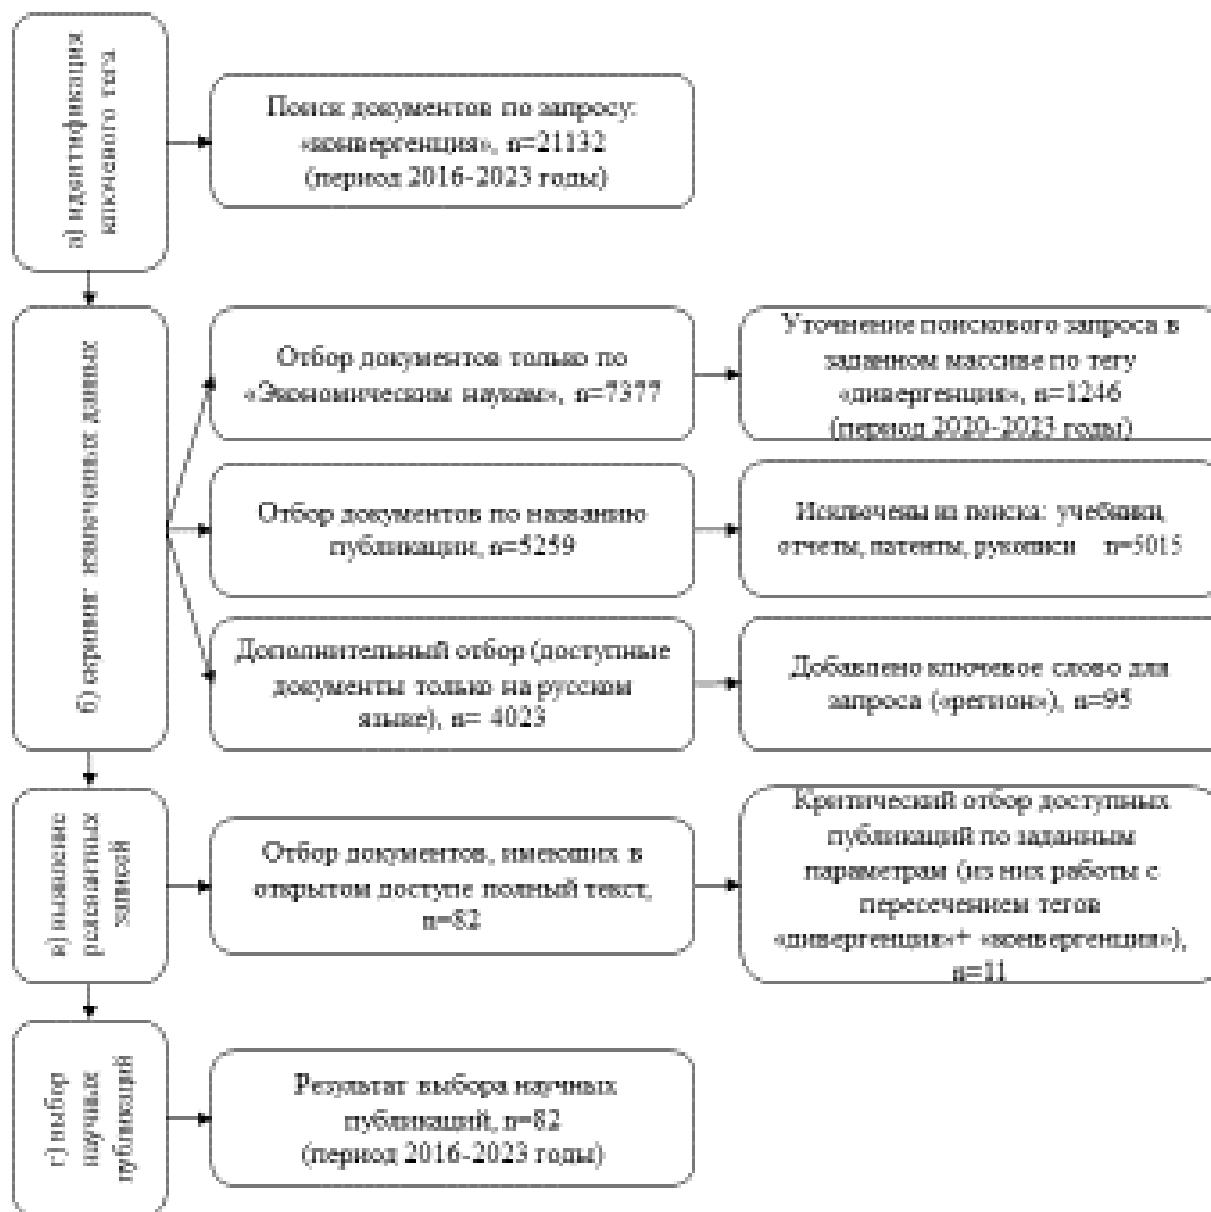 а) идентификация
ключевого тега
Поиск документов по запросу:
«конвергенция», n=21132
(период 2016-2023 годы)
б) скрининг извлеченных данных
Отбор документов только по
«Экономическим наукам», n=7377
Уточнение поискового запроса в
заданном массиве по тегу
«дивергенция», n=1246
(период 2020-2023 годы)
Отбор документов по названию
публикации, n=5259
Исключены из поиска: учебники,
отчеты, патенты, рукописи n=5015
Дополнительный отбор (доступные
документы только на русском
языке), n= 4023
Добавлено ключевое слово для
запроса («регион»), n=95
в) выявление
релевантных
записей
Отбор документов, имеющих в
открытом доступе полный текст,
n=82
Критический отбор доступных
публикаций по заданным
параметрам (из них работы с
пересечением тегов
«дивергенция»+ «конвергенция»),
n=11
г) выбор
научных
публикаций
Результат выбора научных
публикаций, n=82
(период 2016-2023 годы)